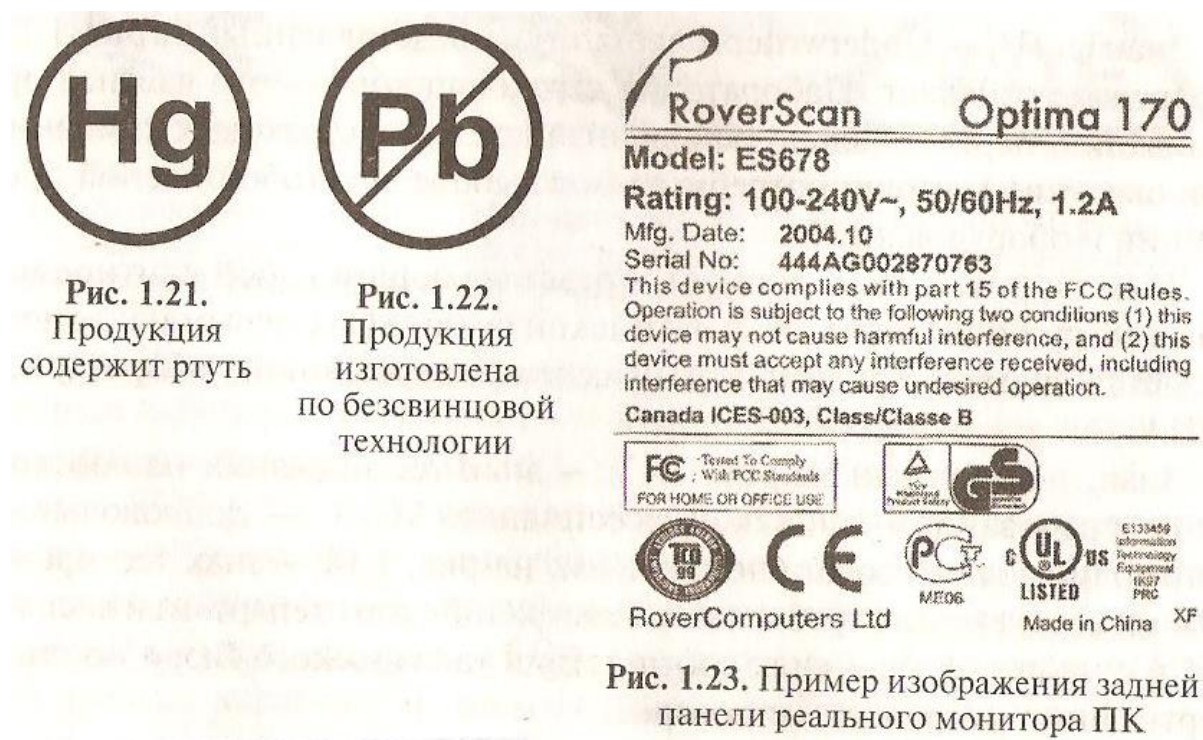 Hg
Рис. 1.21.
Продукция
содержит ртуть
Pb
Рис. 1.22.
Продукция
изготовлена
по безсвинцовой
технологии
RoverScan Optima 170
Model: ES678
Rating: 100-240V~, 50/60Hz, 1.2A
Mfg. Date: 2004.10
Serial No: 444AG002870763
This device complies with part 15 of the FCC Rules.
Operation is subject to the following two conditions (1) this
device may not cause harmful interference, and (2) this
device must accept any interference received, including
interference that may cause undesired operation.
Canada ICES-003, Class/Classe B
FC Tested To Comply
With FCC Standards
FOR HOME OR OFFICE USE
GS
TCO
99
CE
PC
ME06
C UL US
LISTED
E133456
Information
Technology
Equipment
PRC
RoverComputers Ltd
Made in China XF
Рис. 1.23. Пример изображения задней
панели реального монитора ПК